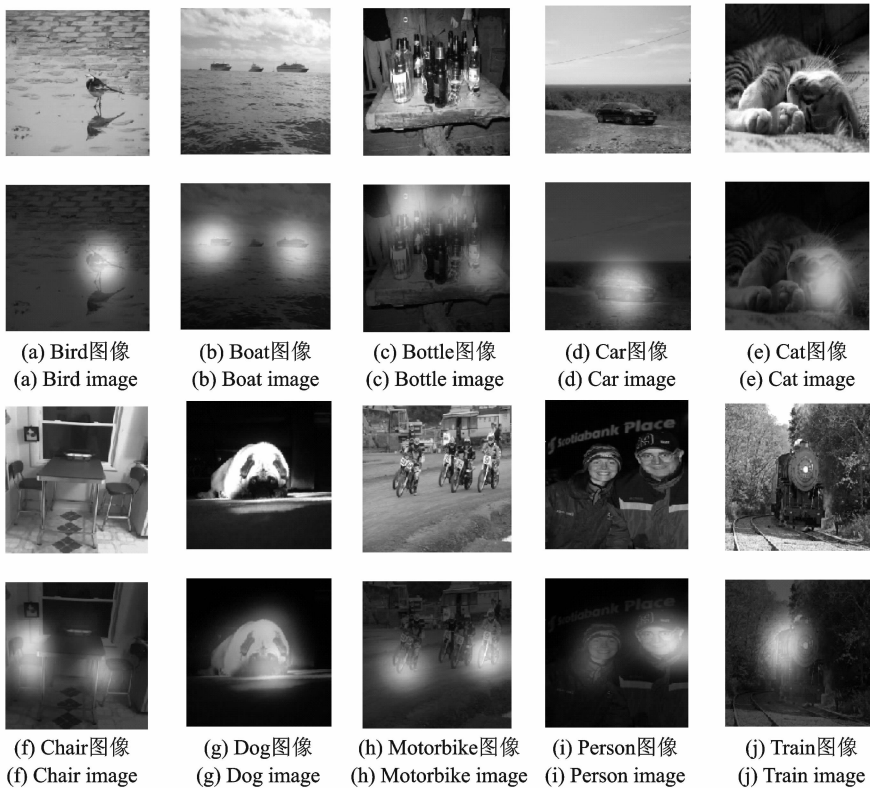 (a) Bird图像
(a) Bird image
(b) Boat图像
(b) Boat image
(c) Bottle图像
(c) Bottle image
(d) Car图像
(d) Car image
(e) Cat图像
(e) Cat image
Scotiabank Place
Scotiabank Place
(f) Chair图像
(f) Chair image
(g) Dog图像
(g) Dog image
(h) Motorbike图像
(h) Motorbike image
(i) Person图像
(i) Person image
(j) Train图像
(j) Train image